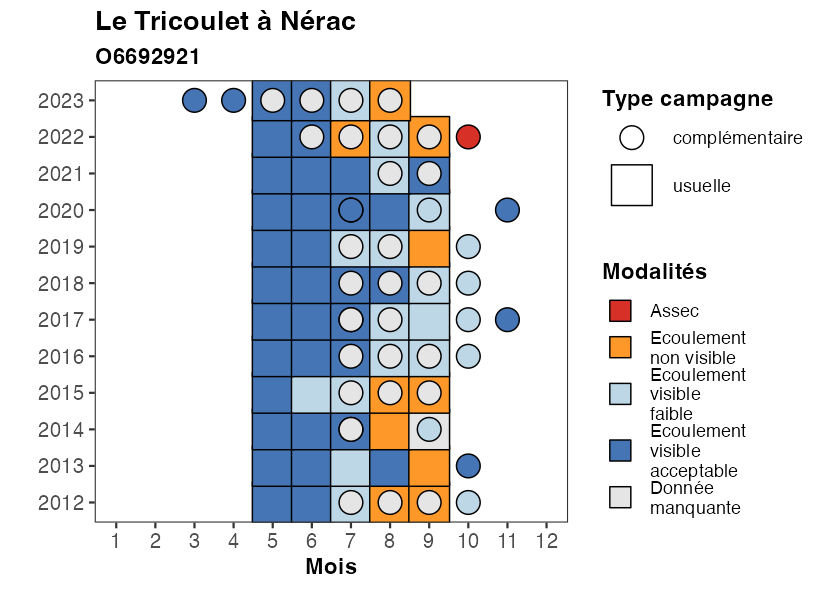 Le Tricoulet à Nérac
O6692921
2023
2022
2021
2020
2019
2018
2017
2016
2015
2014
2013
2012
1 2 3 4 5 6 7 8 9 10 11 12
Mois
Type campagne
complémentaire
usuelle
Modalités
Assec
Ecoulement
non visible
Ecoulement
visible
faible
Ecoulement
visible
acceptable
Donnée
manquante